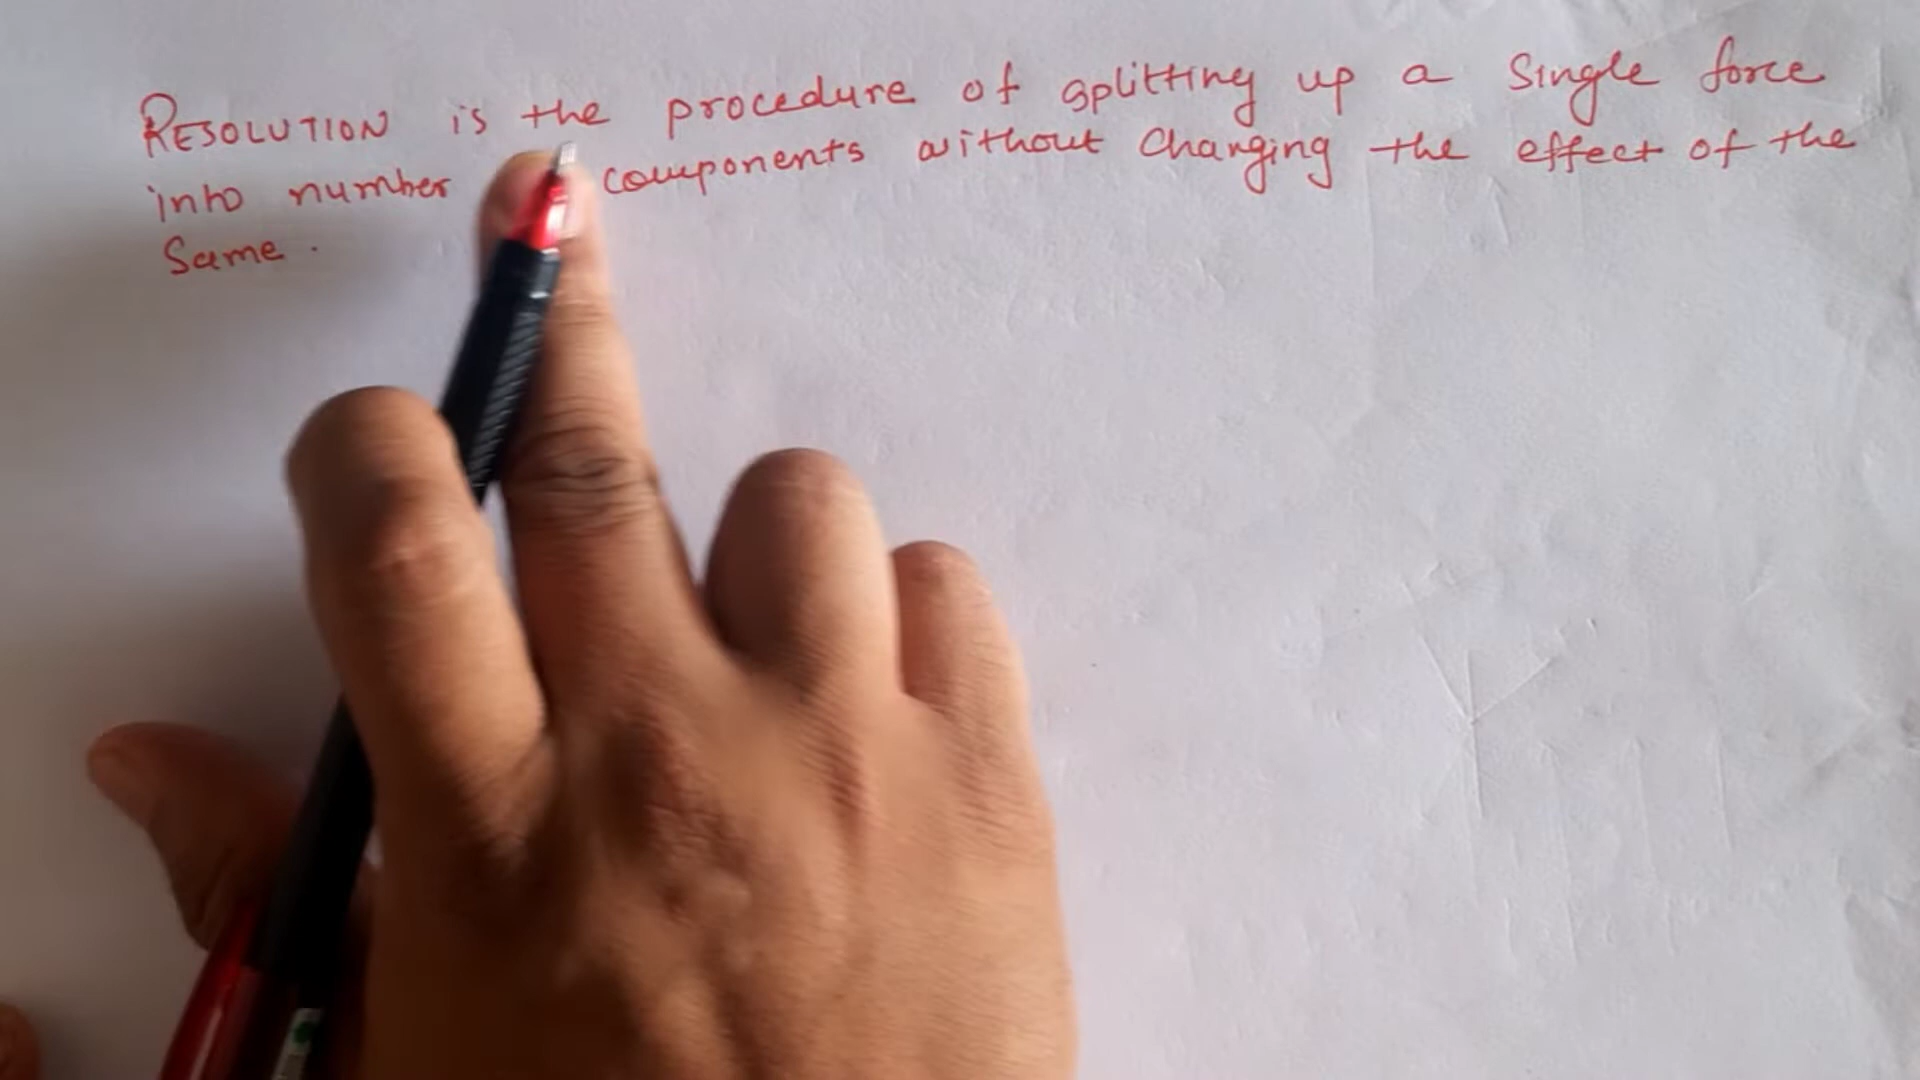 RESOLUTION is the procedure of splitting up a single force
into number components without changing the effect of the
Same.